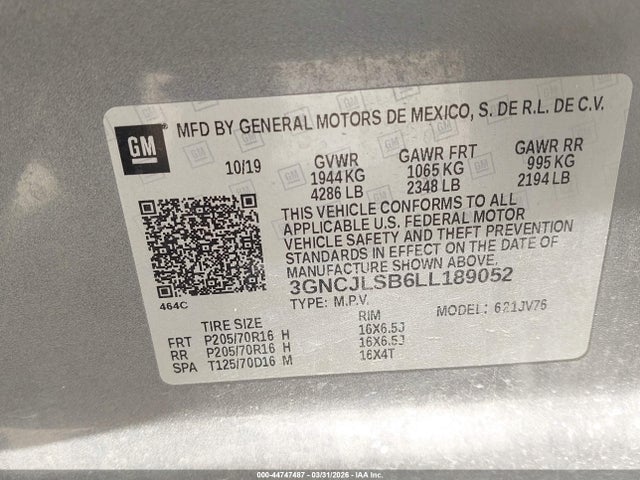 GM
MFD BY GENERAL MOTORS DE MEXICO, S. DE R.L. DE C.V.
10/19
GVWR GAWR FRT GAWR RR
1944 KG 1065 KG 995 KG
4286 LB 2348 LB 2194 LB
THIS VEHICLE CONFORMS TO ALL
APPLICABLE U.S. FEDERAL MOTOR
VEHICLE SAFETY AND THEFT PREVENTION
STANDARDS IN EFFECT ON THE DATE OF
MANUFACTURE SHOWN ABOVE.
3GNCJLSB6LL189052
464C
TYPE: M.P.V. MODEL: 621JV76
TIRE SIZE RIM
FRT P205/70R16 H 16X6.5J
RR P205/70R16 H 16X6.5J
SPA T125/70D16 M 16X4T
000-44747487 - 03/31/2026 - IAA Inc.